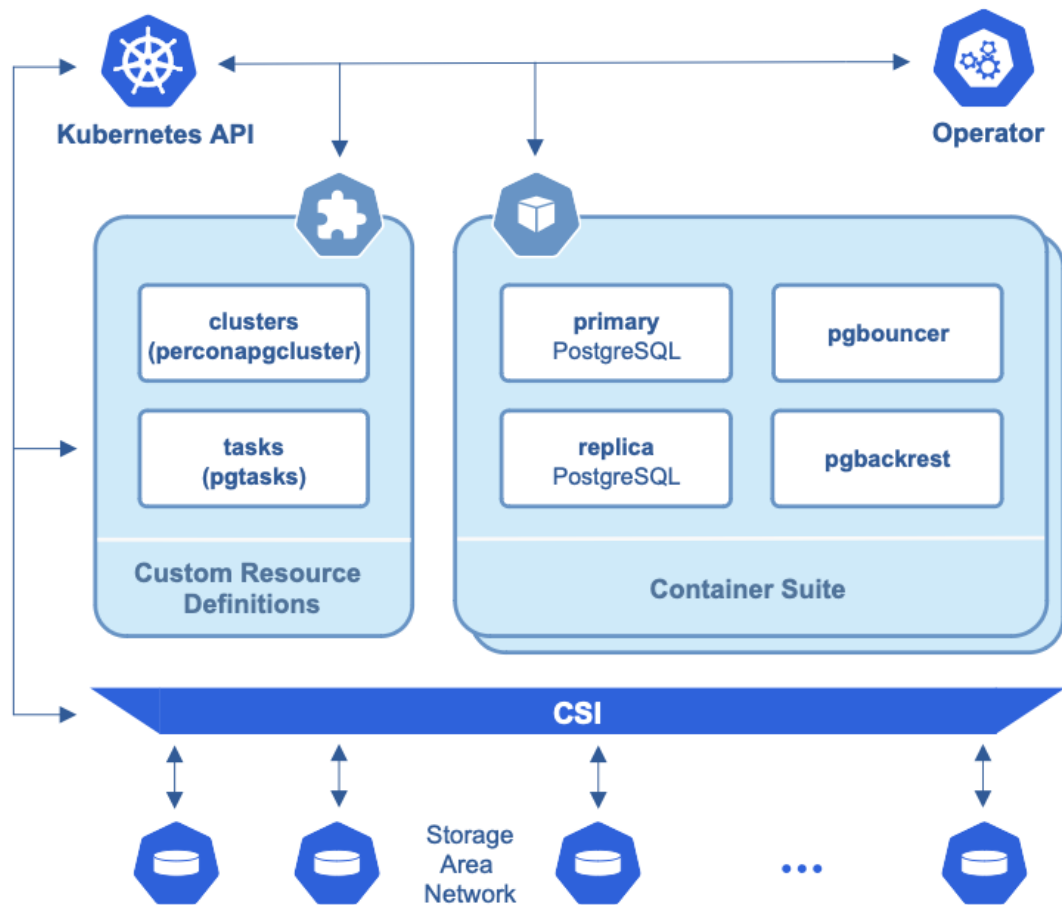 Kubernetes API
Operator
clusters
(perconapgcluster)
tasks
(pgtasks)
Custom Resource
Definitions
primary
PostgreSQL
pgbouncer
replica
PostgreSQL
pgbackrest
Container Suite
CSI
Storage
Area
Network
...